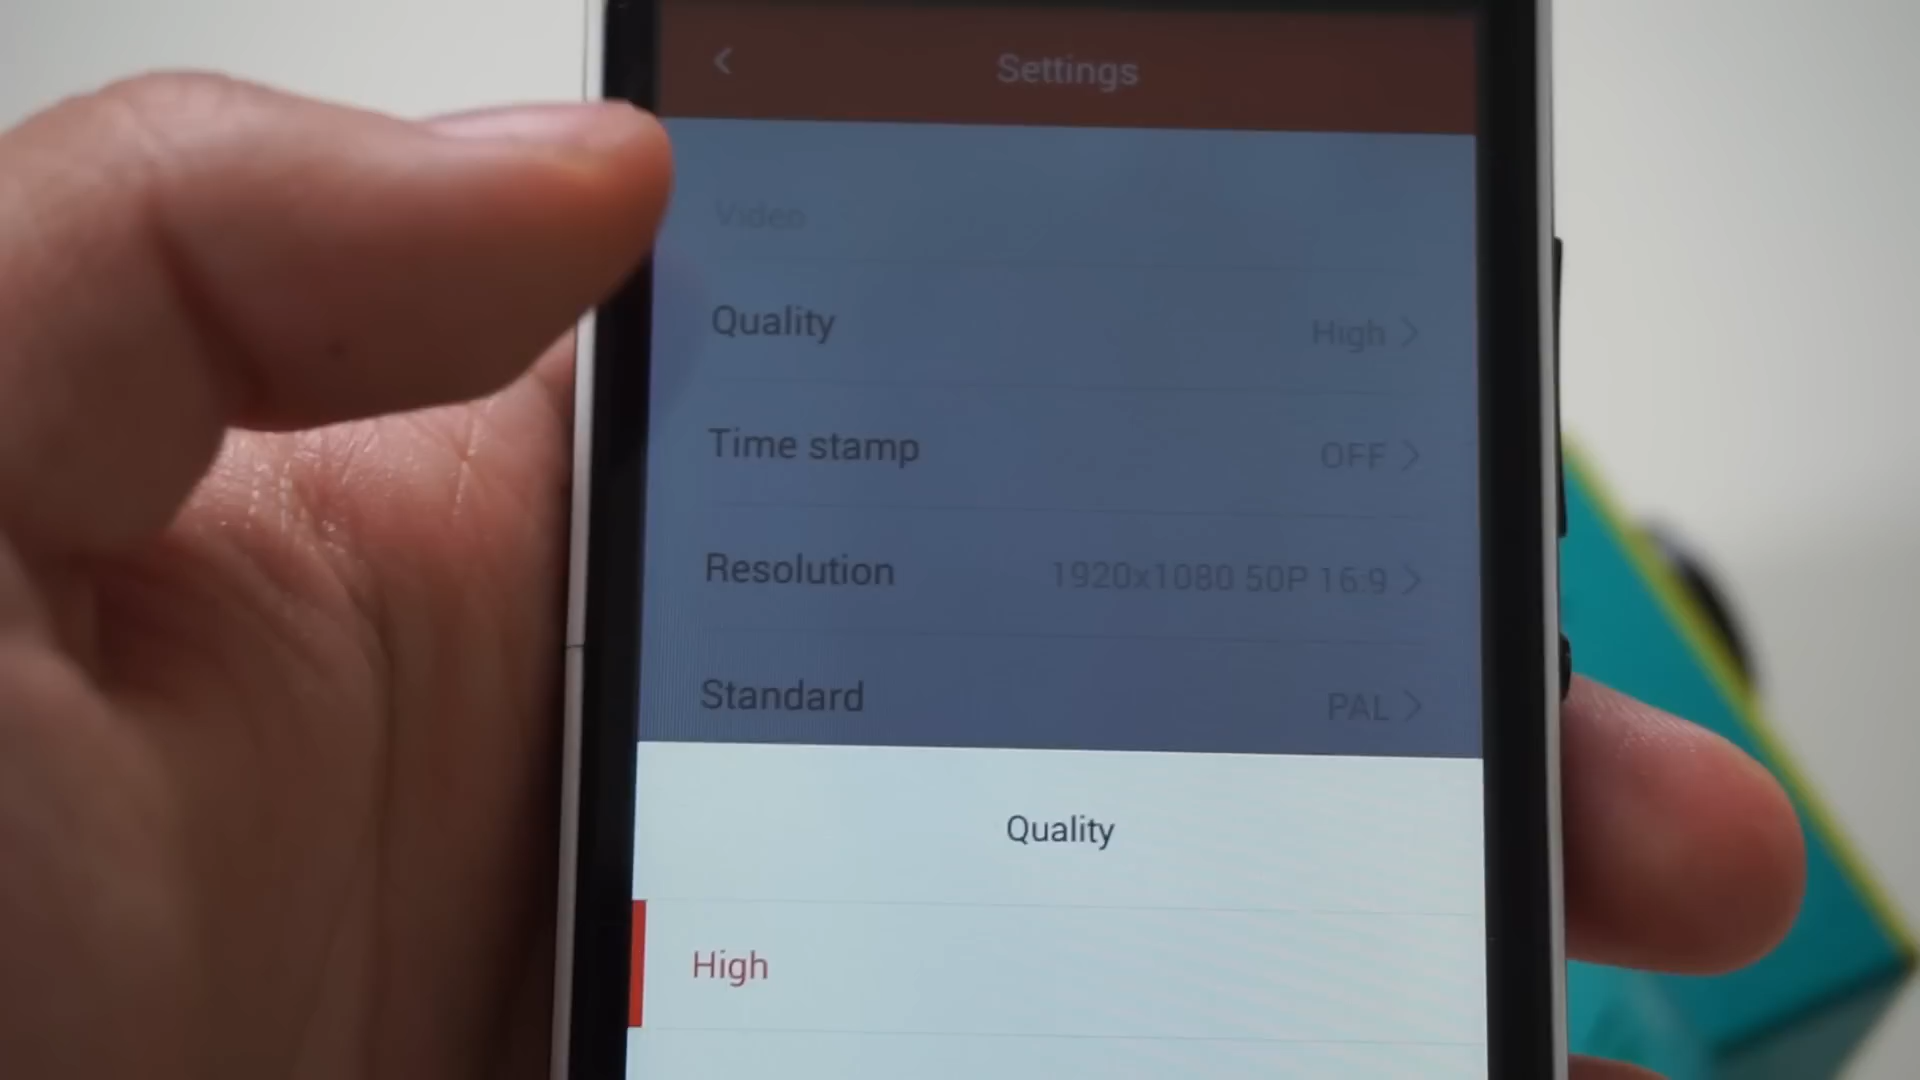 Settings
Video
Quality High
Time stamp OFF
Resolution 1920x1080 50P 16:9
Standard PAL
Quality
High